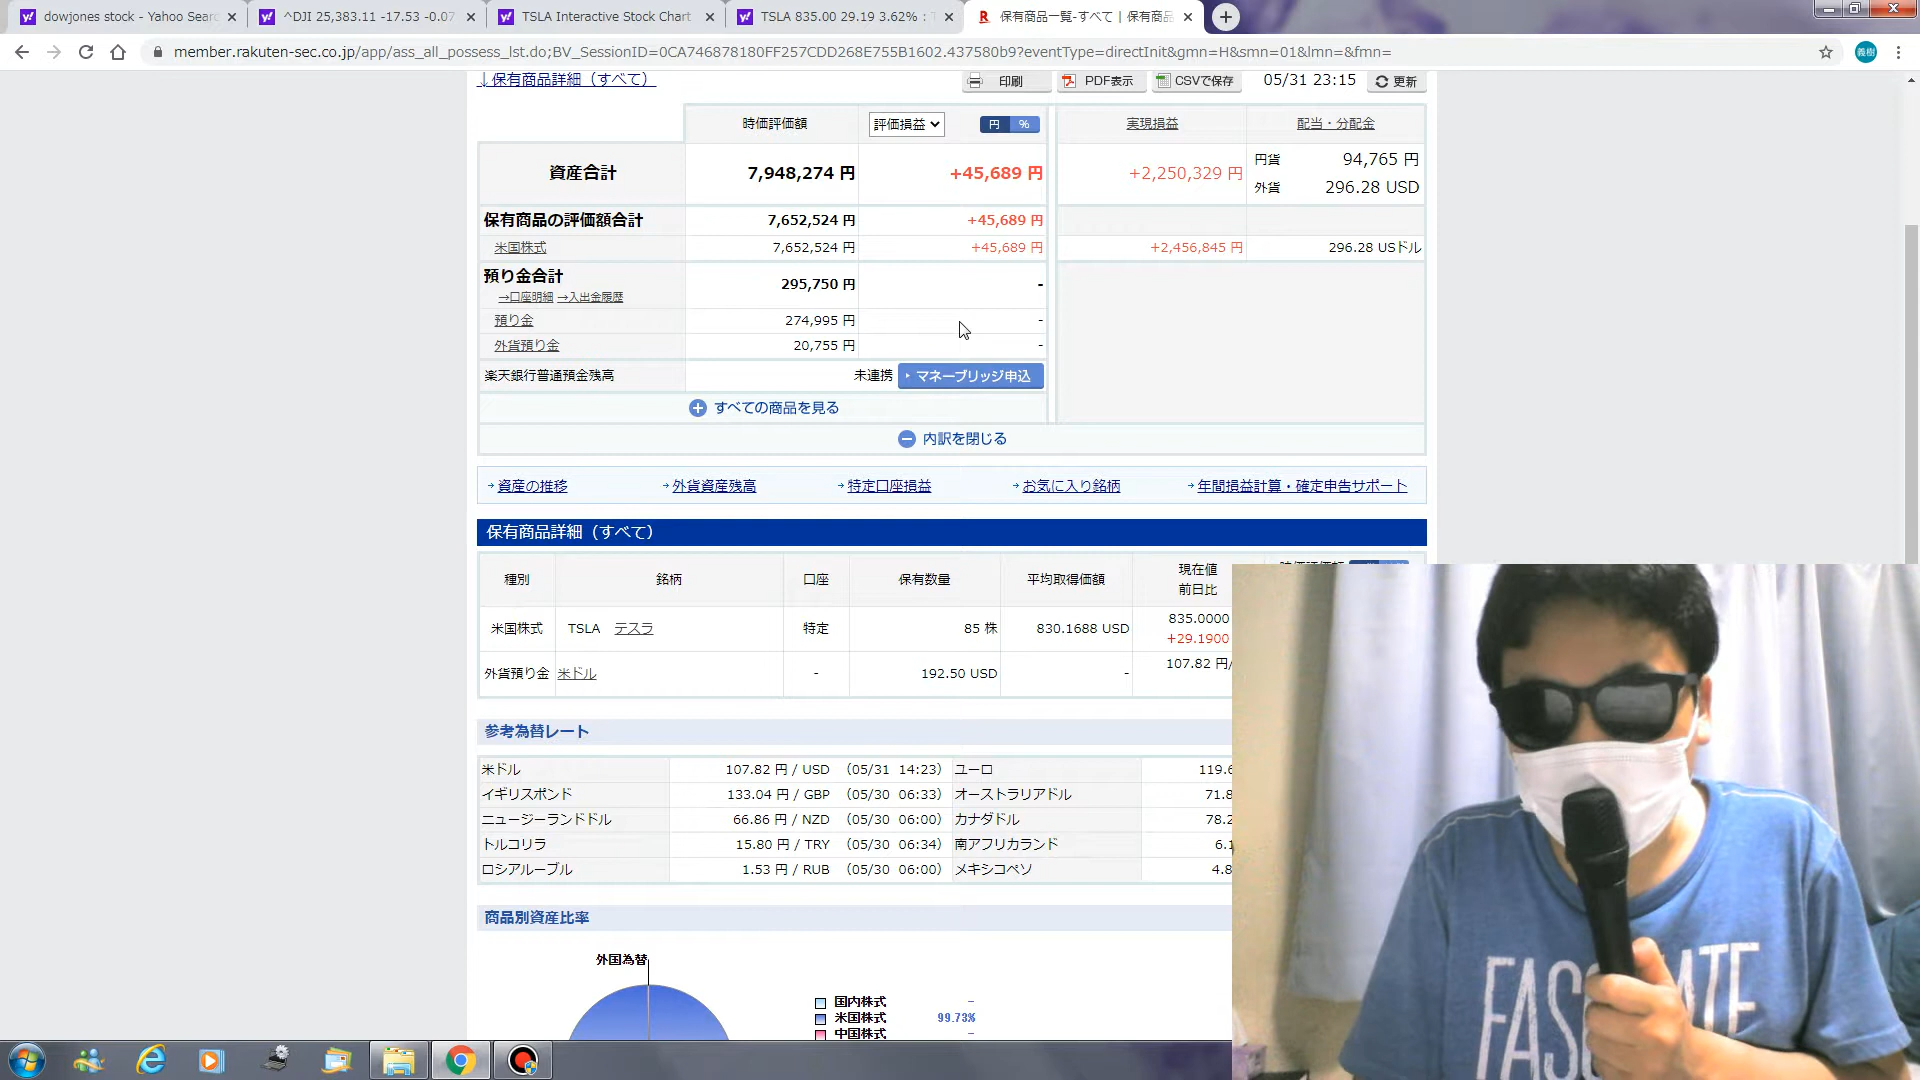 dowjones stock - Yahoo Sear
^DJI 25,383.11 -17.53 -0.07
TSLA Interactive Stock Chart
TSLA 835.00 29.19 3.62% : T
保有商品一覧-すべて | 保有商品
member.rakuten-sec.co.jp/app/ass_all_possess_lst.do;BV_SessionID=0CA746878180FF257CDD268E755B1602.437580b9?eventType=directInit&gmn=H&smn=01&lmn=&fmn=
義樹
↓保有商品詳細（すべて）
印刷
PDF表示
CSVで保存
05/31 23:15
更新
時価評価額 評価損益 円 % 実現損益 配当・分配金
資産合計 7,948,274 円 +45,689 円 +2,250,329 円 円貨 94,765 円
外貨 296.28 USD
保有商品の評価額合計 7,652,524 円 +45,689 円
米国株式 7,652,524 円 +45,689 円 +2,456,845 円 296.28 USドル
預り金合計 295,750 円 -
→口座明細 →入出金履歴
預り金 274,995 円 -
外貨預り金 20,755 円 -
楽天銀行普通預金残高 未連携 マネーブリッジ申込
すべての商品を見る
内訳を閉じる
→資産の推移 →外貨資産残高 →特定口座損益 →お気に入り銘柄 →年間損益計算・確定申告サポート
保有商品詳細（すべて）
種別 銘柄 口座 保有数量 平均取得価額 現在値
前日比
米国株式 TSLA テスラ 特定 85 株 830.1688 USD 835.0000
+29.1900
外貨預り金 米ドル - 192.50 USD - 107.82 円/
参考為替レート
米ドル 107.82 円 / USD （05/31 14:23） ユーロ 119.6
イギリスポンド 133.04 円 / GBP （05/30 06:33） オーストラリアドル 71.8
ニュージーランドドル 66.86 円 / NZD （05/30 06:00） カナダドル 78.2
トルコリラ 15.80 円 / TRY （05/30 06:34） 南アフリカランド 6.1
ロシアルーブル 1.53 円 / RUB （05/30 06:00） メキシコペソ 4.8
商品別資産比率
外国為替
国内株式 -
米国株式 99.73%
中国株式 -